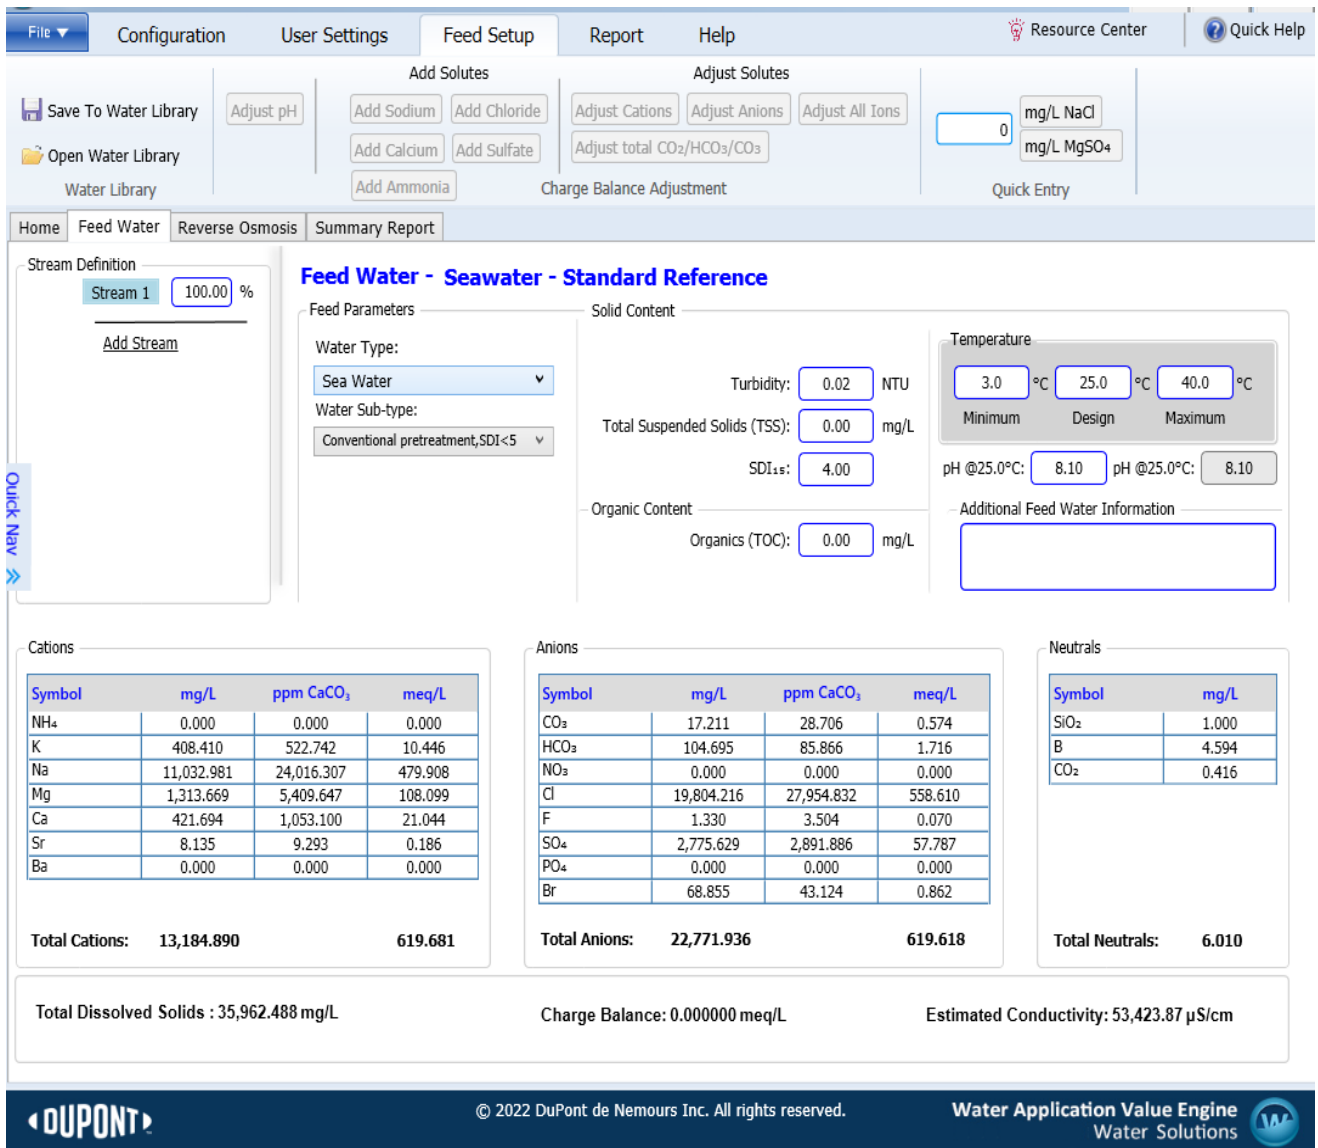 File ▼
Configuration
User Settings
Feed Setup
Report
Help
Resource Center
Quick Help
Add Solutes
Adjust Solutes
Save To Water Library
Adjust pH
Add Sodium
Add Chloride
Adjust Cations
Adjust Anions
Adjust All Ions
0
mg/L NaCl
Open Water Library
Add Calcium
Add Sulfate
Adjust total CO₂/HCO₃/CO₃
mg/L MgSO₄
Water Library
Add Ammonia
Charge Balance Adjustment
Quick Entry
Home
Feed Water
Reverse Osmosis
Summary Report
Stream Definition
Stream 1 100.00 %
Add Stream
Quick Nav »
Feed Water - Seawater - Standard Reference
Feed Parameters
Water Type:
Sea Water
Water Sub-type:
Conventional pretreatment,SDI<5
Solid Content
Turbidity: 0.02 NTU
Total Suspended Solids (TSS): 0.00 mg/L
SDI₁₅: 4.00
Organic Content
Organics (TOC): 0.00 mg/L
Temperature
3.0 °C 25.0 °C 40.0 °C
Minimum Design Maximum
pH @25.0°C: 8.10 pH @25.0°C: 8.10
Additional Feed Water Information
Cations
Symbol mg/L ppm CaCO₃ meq/L
NH₄ 0.000 0.000 0.000
K 408.410 522.742 10.446
Na 11,032.981 24,016.307 479.908
Mg 1,313.669 5,409.647 108.099
Ca 421.694 1,053.100 21.044
Sr 8.135 9.293 0.186
Ba 0.000 0.000 0.000
Total Cations: 13,184.890 619.681
Anions
Symbol mg/L ppm CaCO₃ meq/L
CO₃ 17.211 28.706 0.574
HCO₃ 104.695 85.866 1.716
NO₃ 0.000 0.000 0.000
Cl 19,804.216 27,954.832 558.610
F 1.330 3.504 0.070
SO₄ 2,775.629 2,891.886 57.787
PO₄ 0.000 0.000 0.000
Br 68.855 43.124 0.862
Total Anions: 22,771.936 619.618
Neutrals
Symbol mg/L
SiO₂ 1.000
B 4.594
CO₂ 0.416
Total Neutrals: 6.010
Total Dissolved Solids : 35,962.488 mg/L
Charge Balance: 0.000000 meq/L
Estimated Conductivity: 53,423.87 µS/cm
DUPONT
© 2022 DuPont de Nemours Inc. All rights reserved.
Water Application Value Engine
Water Solutions
W